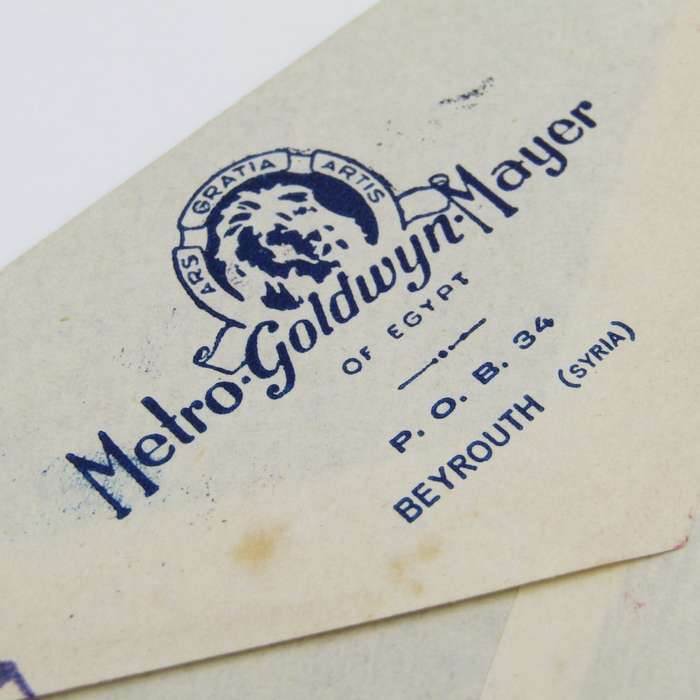 ARS GRATIA ARTIS
Metro-Goldwyn-Mayer
OF EGYPT
P. O. B. 34
BEYROUTH (SYRIA)